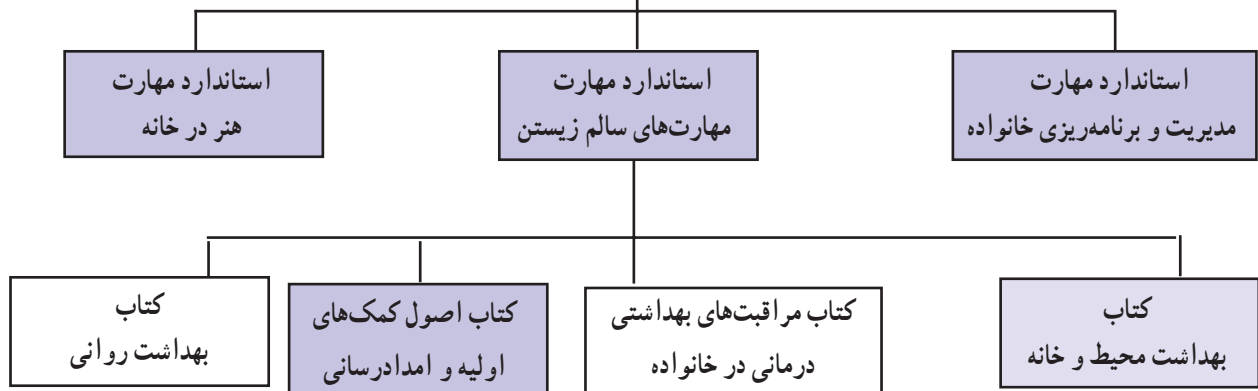 استاندارد مهارت
مدیریت و برنامه‌ریزی خانواده
استاندارد مهارت
مهارت‌های سالم زیستن
استاندارد مهارت
هنر در خانه
کتاب
بهداشت محیط و خانه
کتاب مراقبت‌های بهداشتی
درمانی در خانواده
کتاب اصول کمک‌های
اولیه و امدادرسانی
کتاب
بهداشت روانی